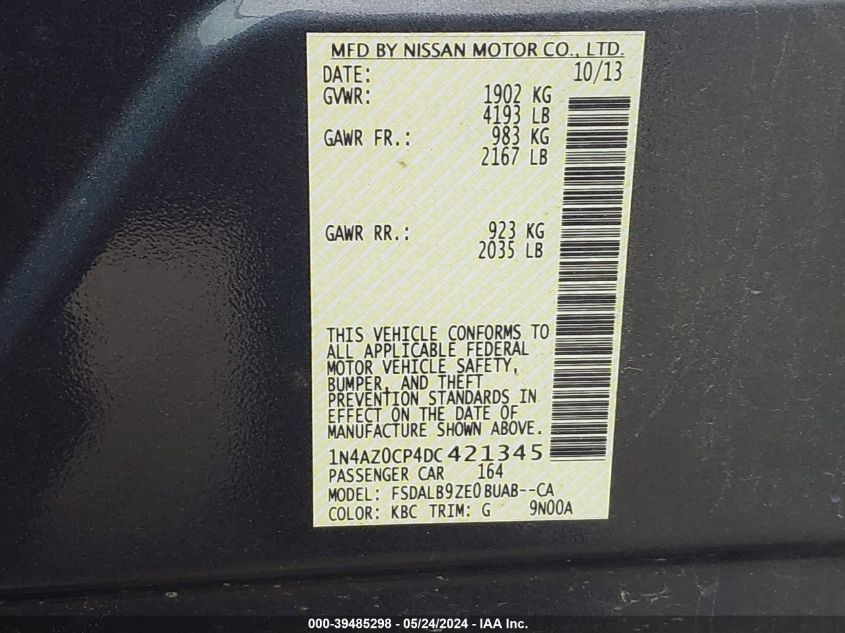 MFD BY NISSAN MOTOR CO., LTD.
DATE: 10/13
GVWR: 1902 KG
4193 LB
GAWR FR.: 983 KG
2167 LB
GAWR RR.: 923 KG
2035 LB
THIS VEHICLE CONFORMS TO
ALL APPLICABLE FEDERAL
MOTOR VEHICLE SAFETY,
BUMPER, AND THEFT
PREVENTION STANDARDS IN
EFFECT ON THE DATE OF
MANUFACTURE SHOWN ABOVE.
1N4AZ0CP4DC421345
PASSENGER CAR 164
MODEL: FSDALB9ZE0BUAB--CA
COLOR: KBC TRIM: G 9N00A
000-39485298 - 05/24/2024 - IAA Inc.